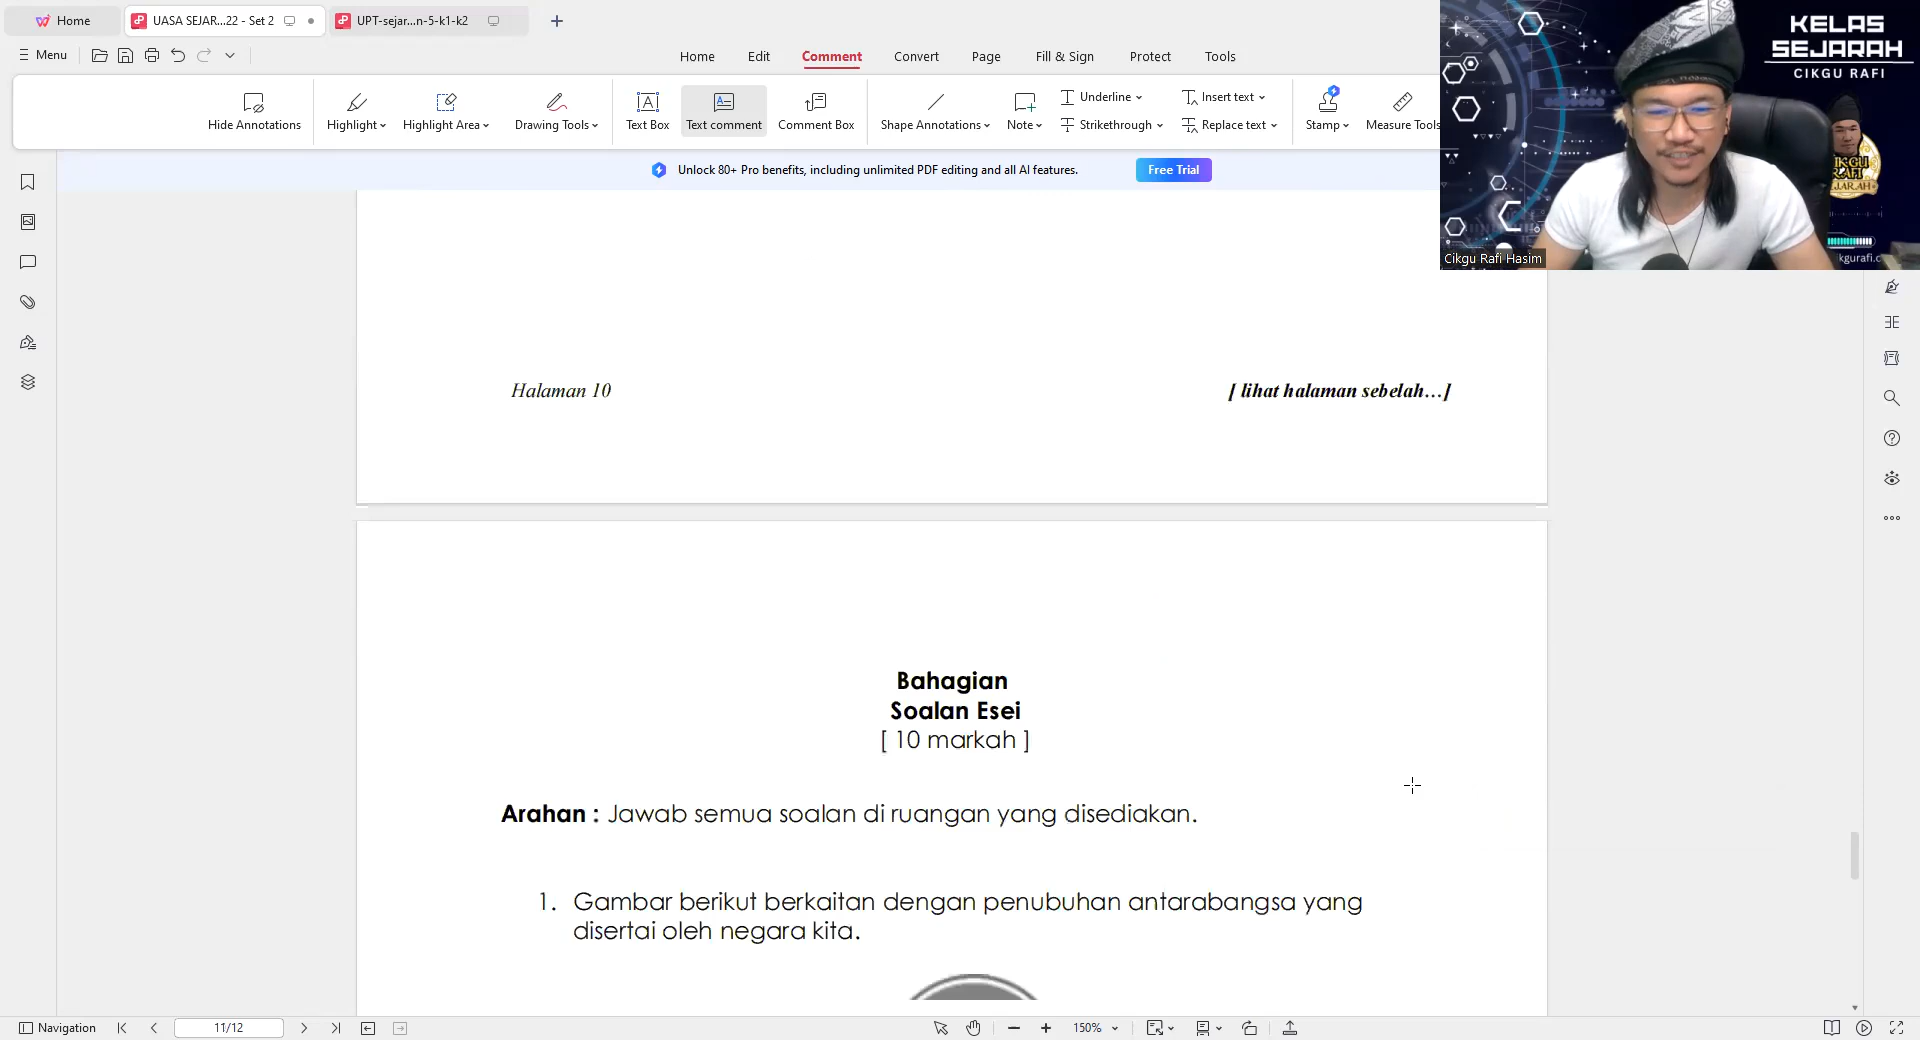 Home
UASA SEJAR...22 - Set 2
UPT-sejar...n-5-k1-k2
Menu
Home
Edit
Comment
Convert
Page
Fill & Sign
Protect
Tools
Hide Annotations
Highlight
Highlight Area
Drawing Tools
Text Box
Text comment
Comment Box
Shape Annotations
Note
Underline
Strikethrough
Insert text
Replace text
Stamp
Measure Tools
Unlock 80+ Pro benefits, including unlimited PDF editing and all AI features.
Free Trial
KELAS
SEJARAH
CIKGU RAFI
Cikgu Rafi Hasim
ikgurafi.c
Halaman 10
[ lihat halaman sebelah...]
Bahagian
Soalan Esei
[ 10 markah ]
Arahan : Jawab semua soalan di ruangan yang disediakan.
1. Gambar berikut berkaitan dengan penubuhan antarabangsa yang
disertai oleh negara kita.
Navigation
11/12
150%